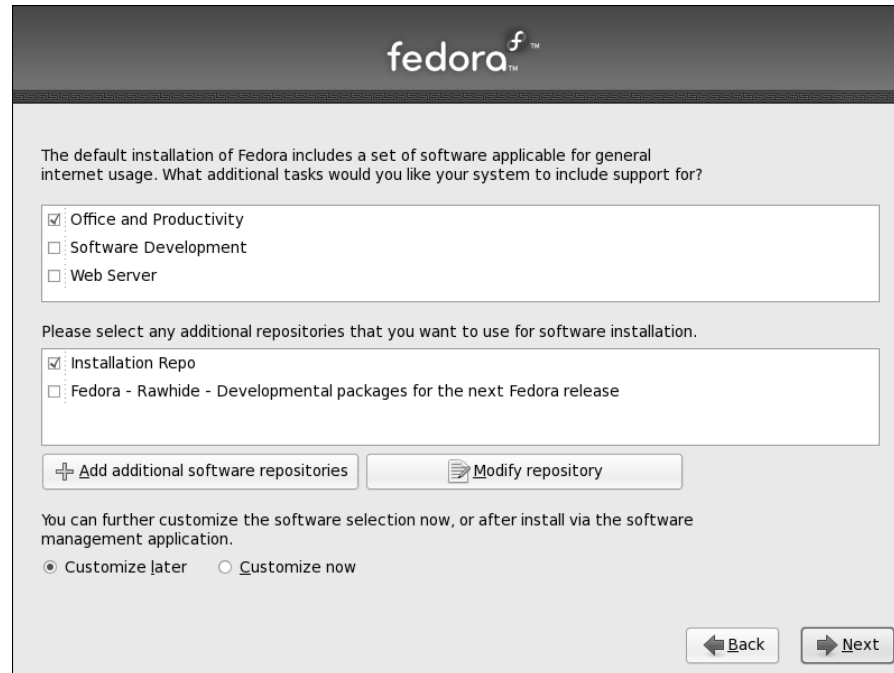 fedora™ ™
The default installation of Fedora includes a set of software applicable for general
internet usage. What additional tasks would you like your system to include support for?
Office and Productivity
Software Development
Web Server
Please select any additional repositories that you want to use for software installation.
Installation Repo
Fedora - Rawhide - Developmental packages for the next Fedora release
Add additional software repositories
Modify repository
You can further customize the software selection now, or after install via the software
management application.
Customize later
Customize now
Back
Next